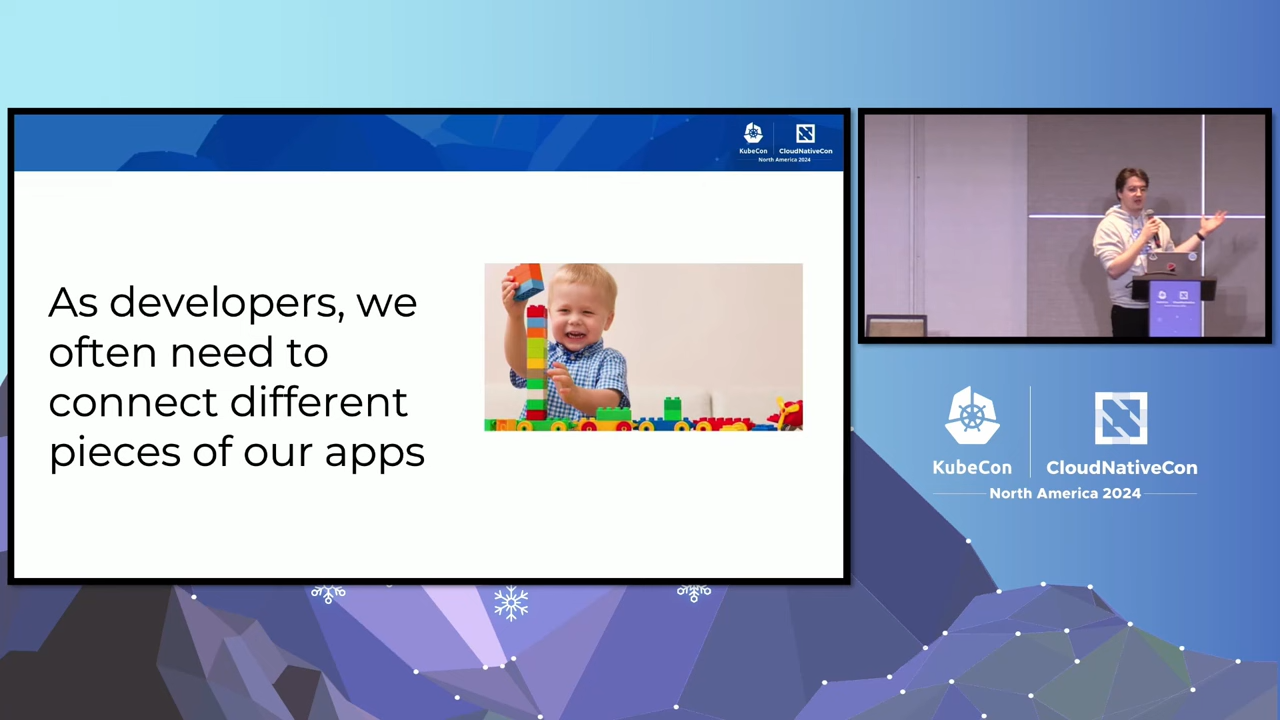 KubeCon
CloudNativeCon
North America 2024
As developers, we
often need to
connect different
pieces of our apps
KubeCon
CloudNativeCon
North America 2024